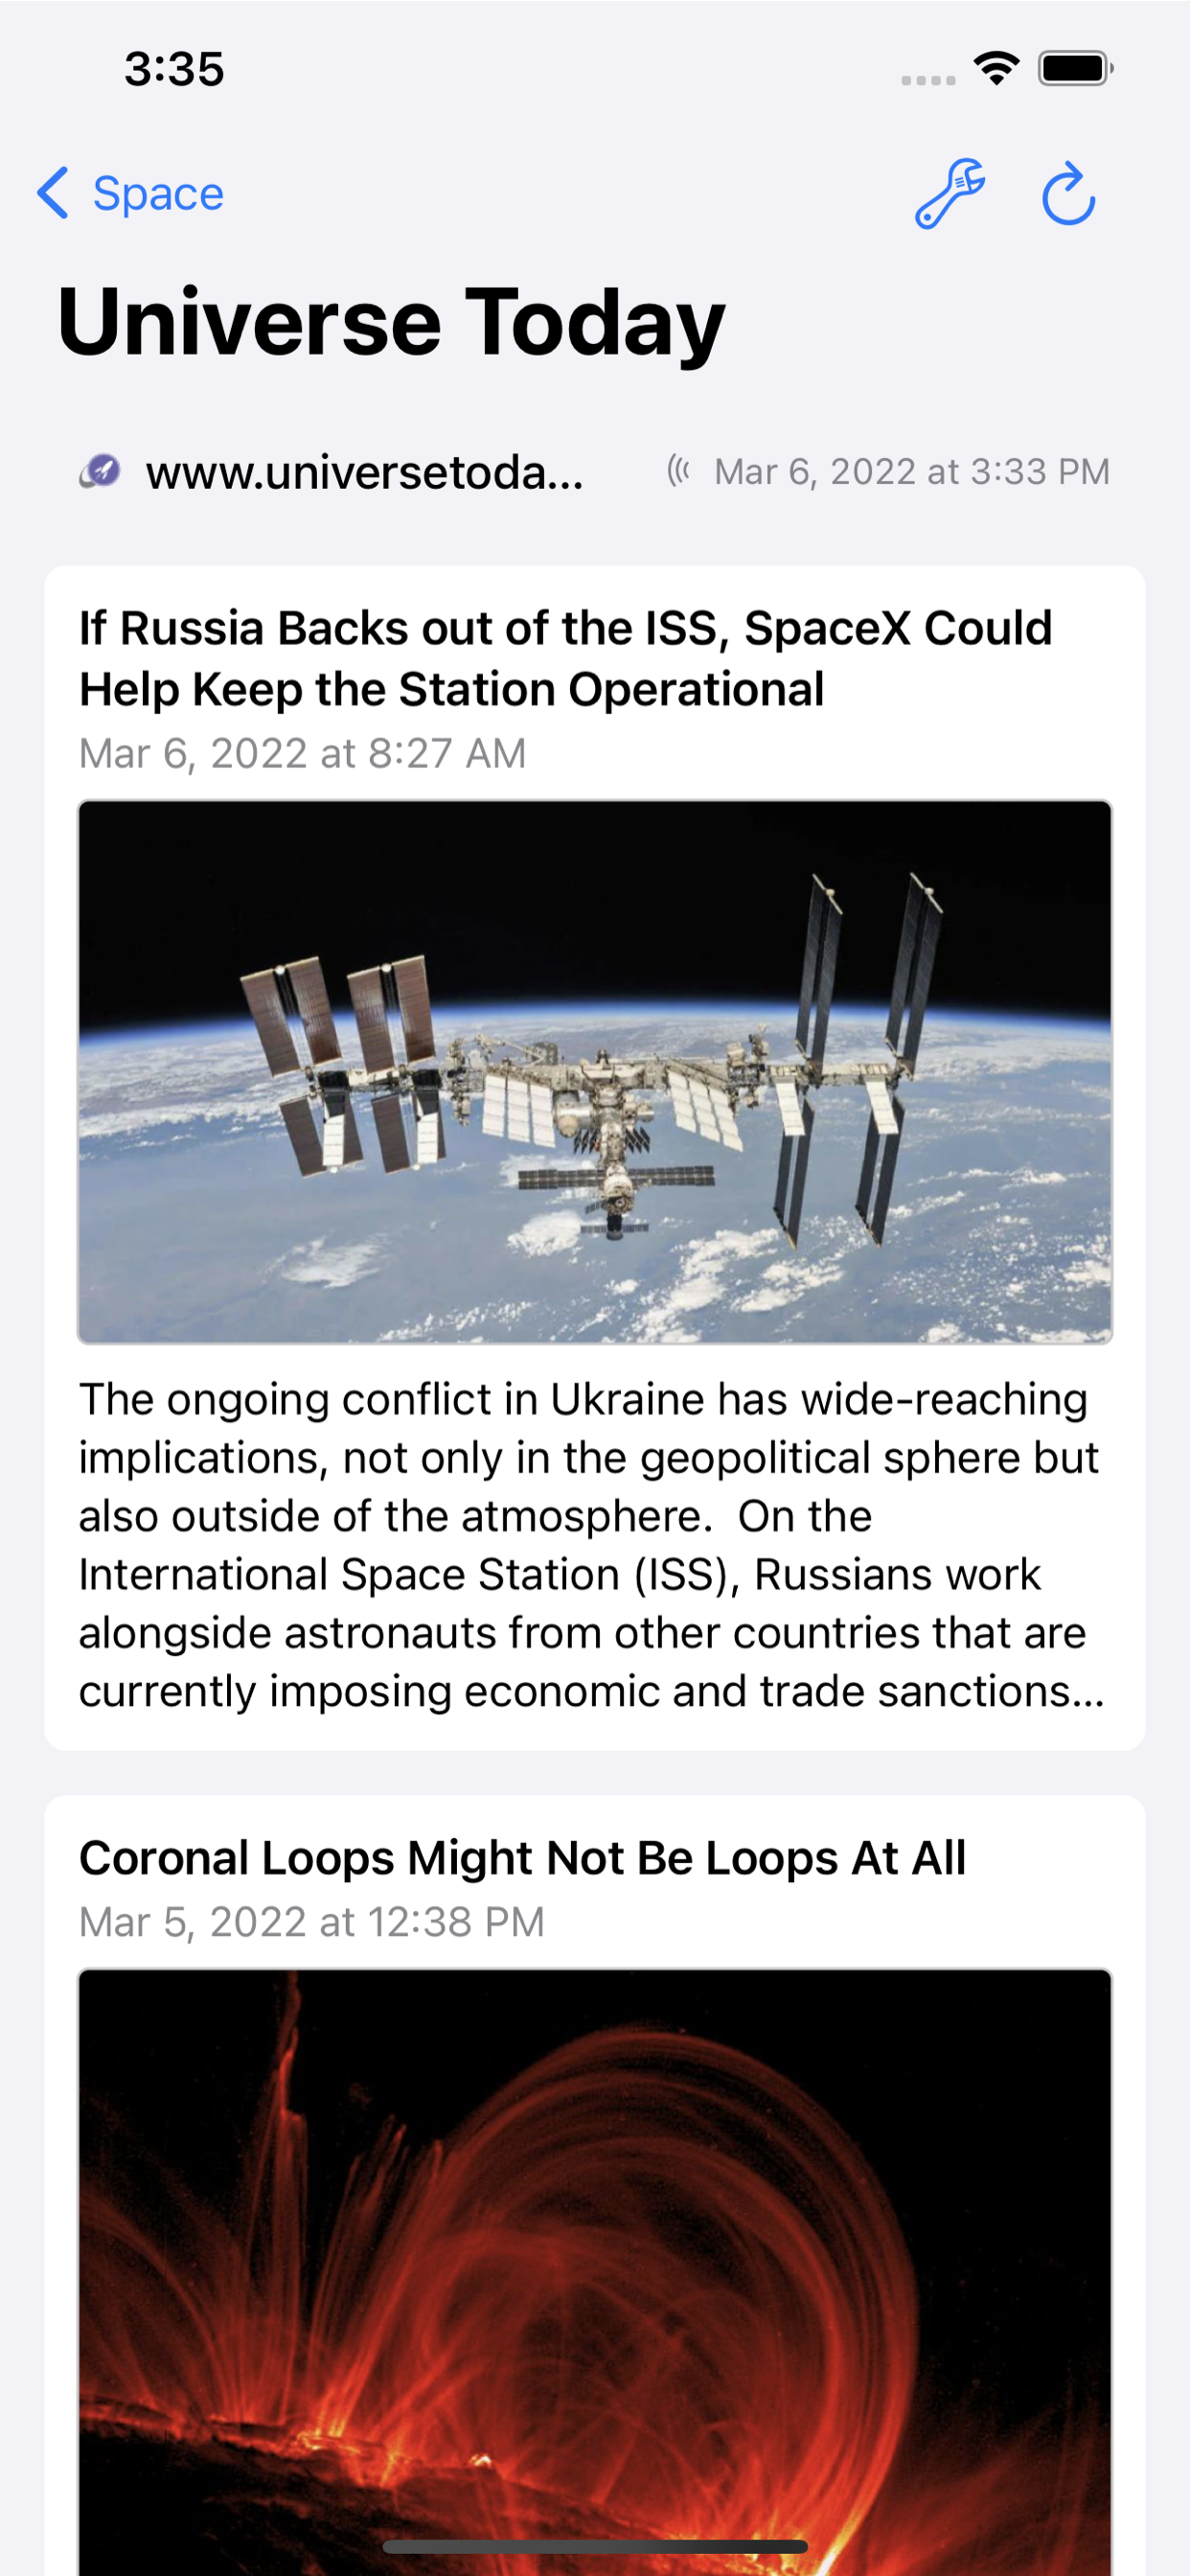 3:35
Space
Universe Today
www.universetoda...
Mar 6, 2022 at 3:33 PM
If Russia Backs out of the ISS, SpaceX Could
Help Keep the Station Operational
Mar 6, 2022 at 8:27 AM
The ongoing conflict in Ukraine has wide-reaching
implications, not only in the geopolitical sphere but
also outside of the atmosphere.  On the
International Space Station (ISS), Russians work
alongside astronauts from other countries that are
currently imposing economic and trade sanctions...
Coronal Loops Might Not Be Loops At All
Mar 5, 2022 at 12:38 PM